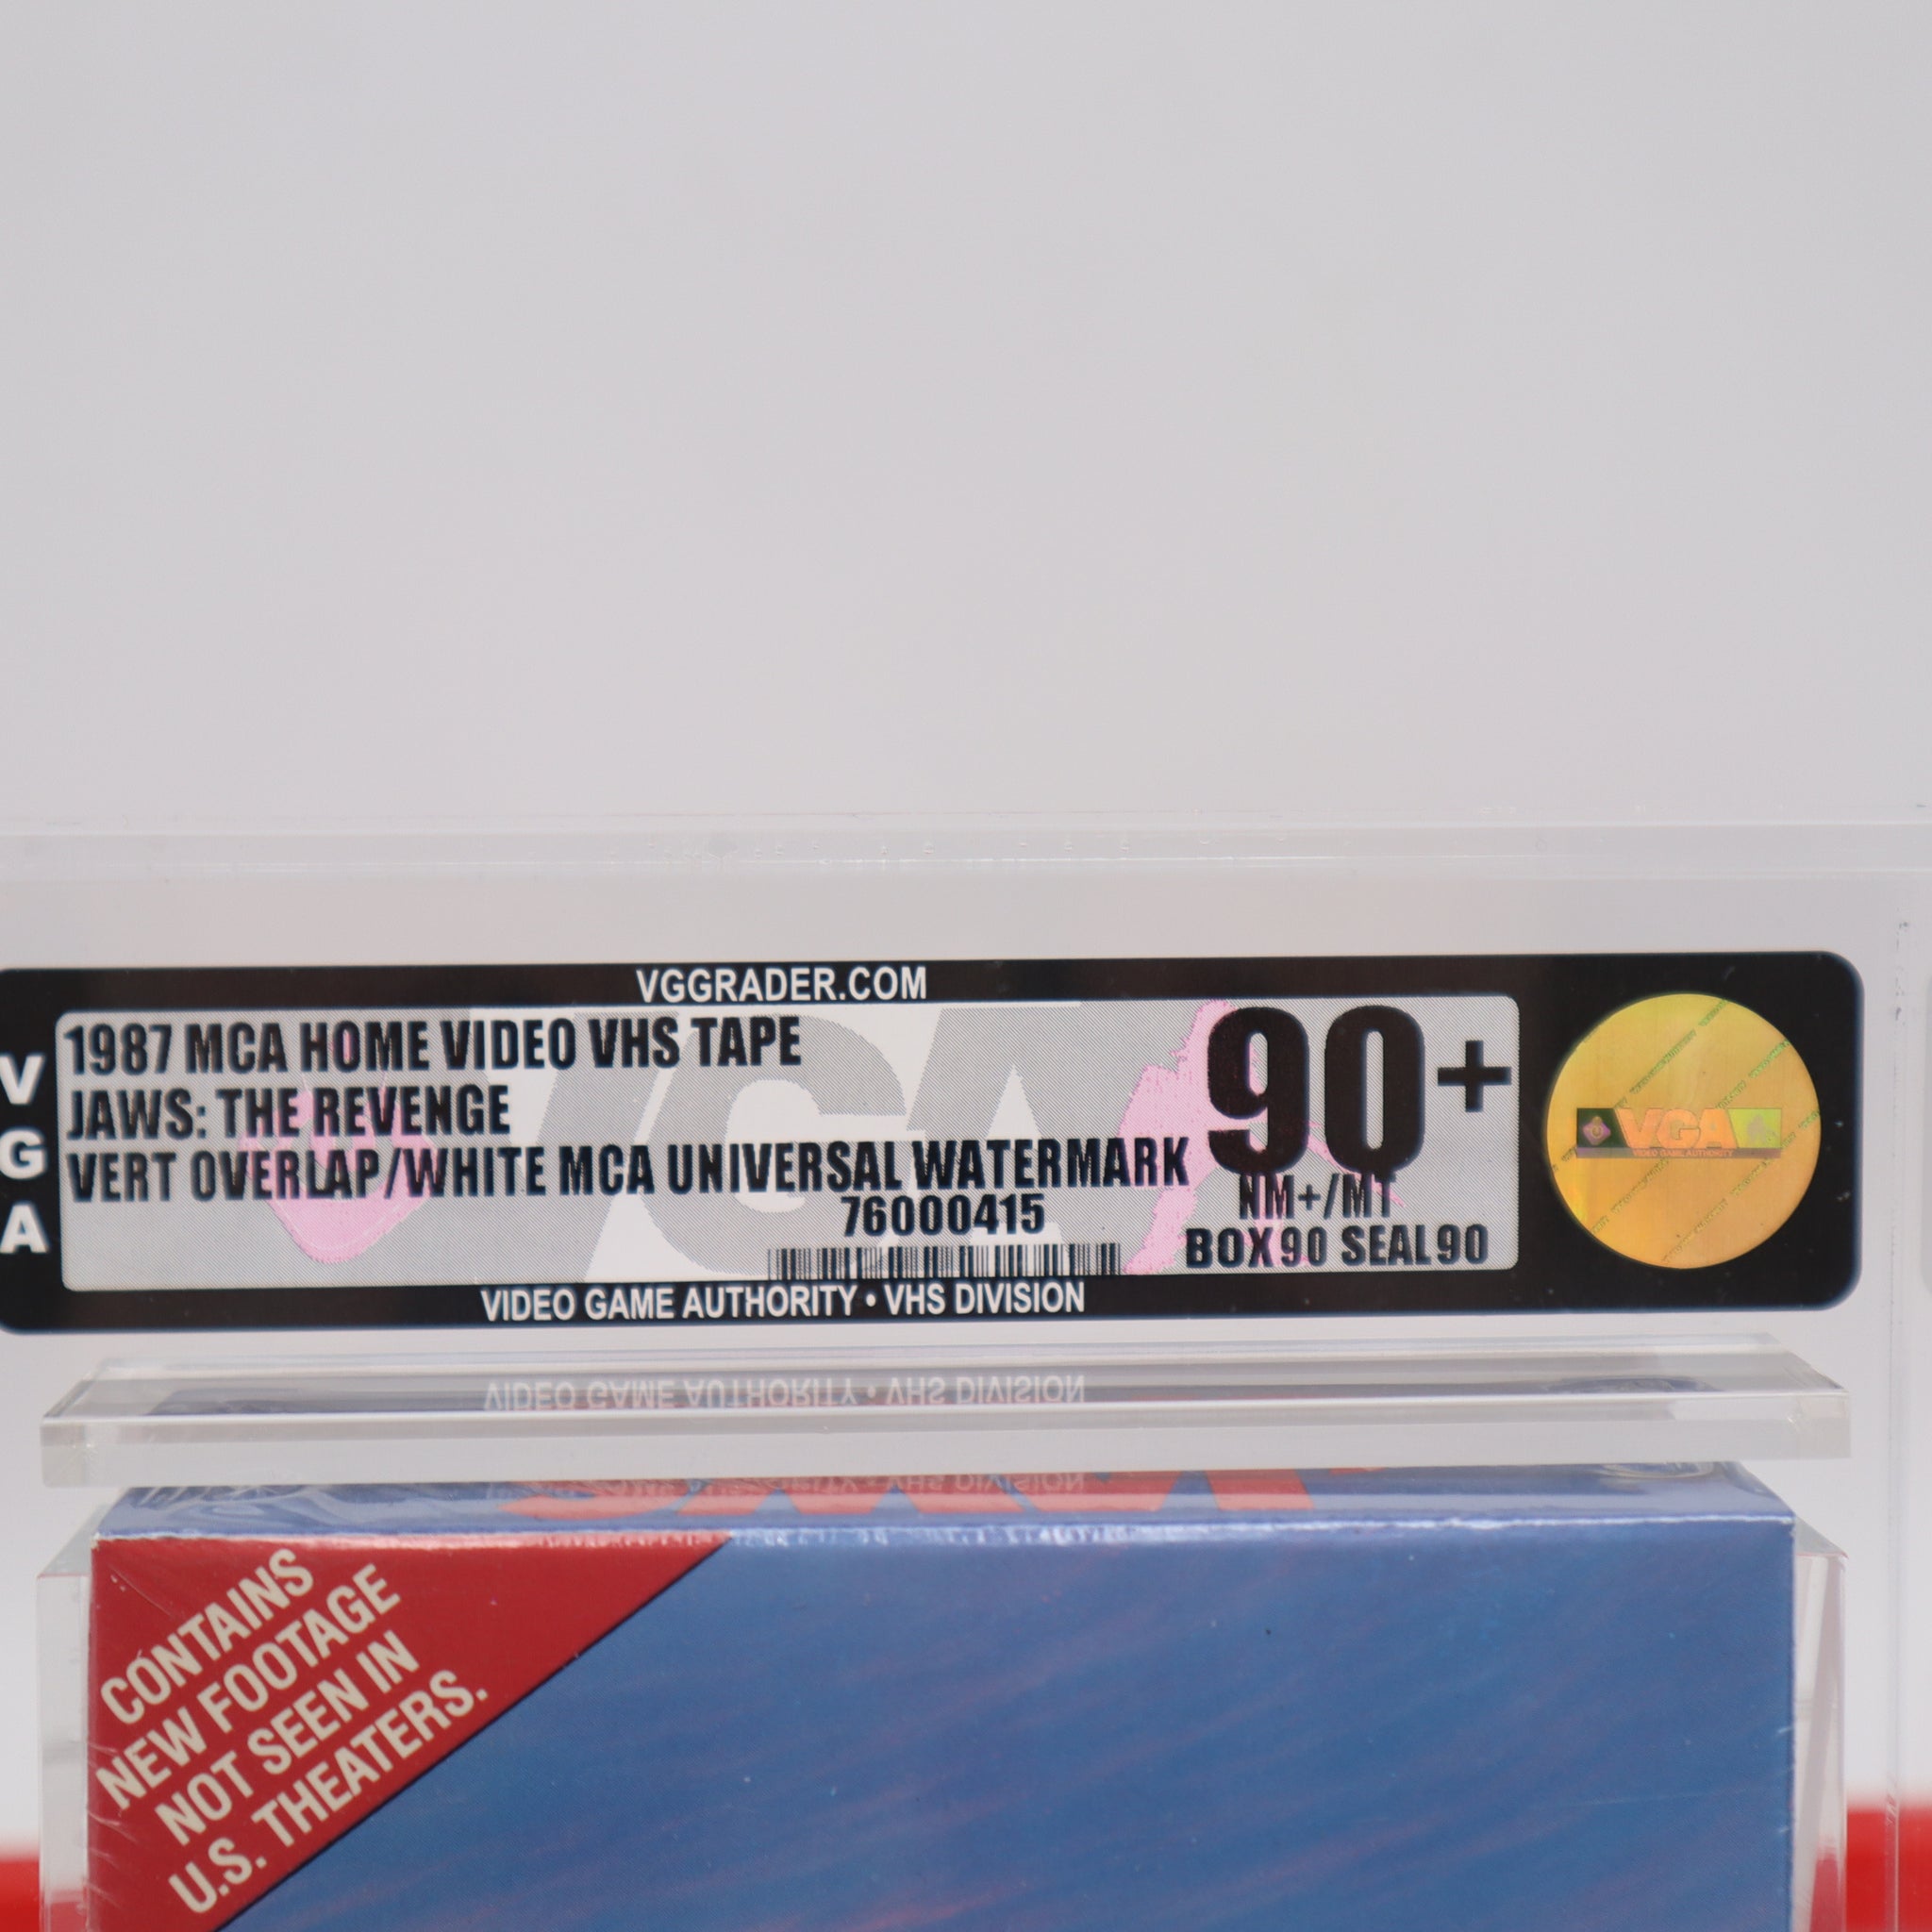 VGGRADER.COM
VGA
1987 MCA HOME VIDEO VHS TAPE
JAWS: THE REVENGE
VERT OVERLAP/WHITE MCA UNIVERSAL WATERMARK
76000415
90+
NM+/MT
BOX 90 SEAL 90
VGA
VIDEO GAME AUTHORITY
VIDEO GAME AUTHORITY • VHS DIVISION
CONTAINS
NEW FOOTAGE
NOT SEEN IN
U.S. THEATERS.